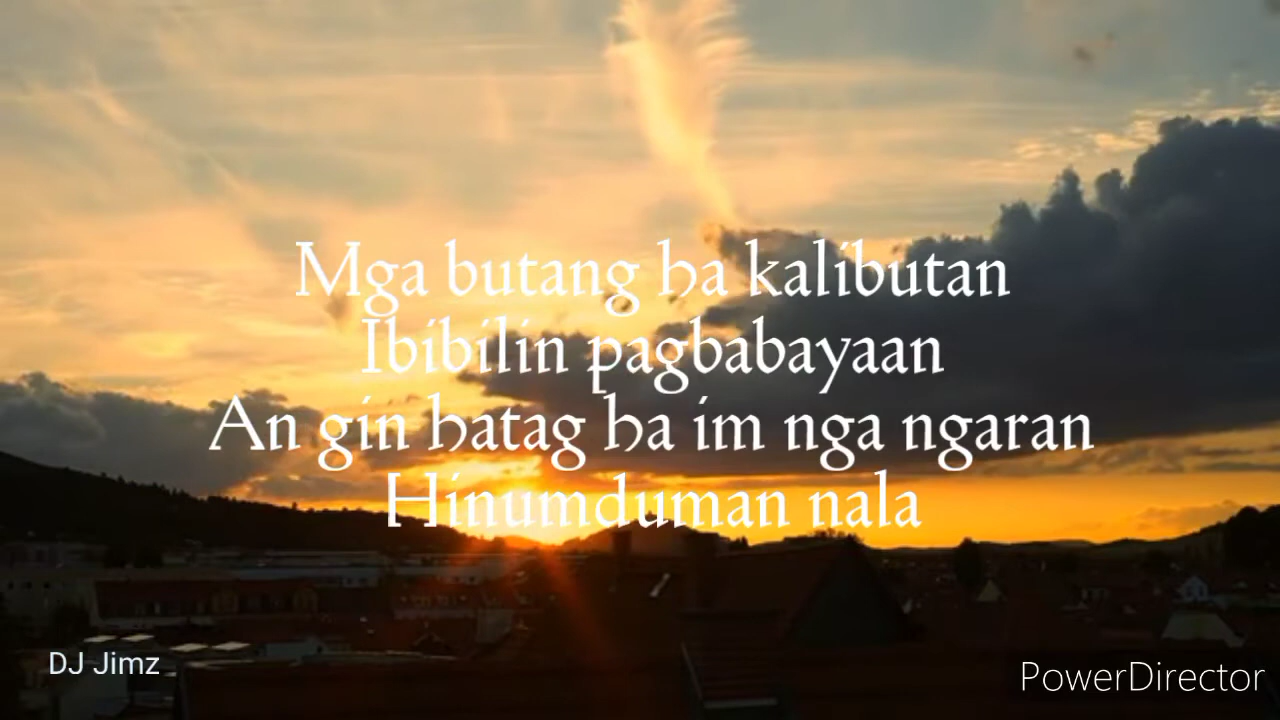 Mga butang ha kalibutan
Ibibilin pagbabayaan
An gin hatag ha im nga ngaran
Hinumduman nala
DJ Jimz
PowerDirector